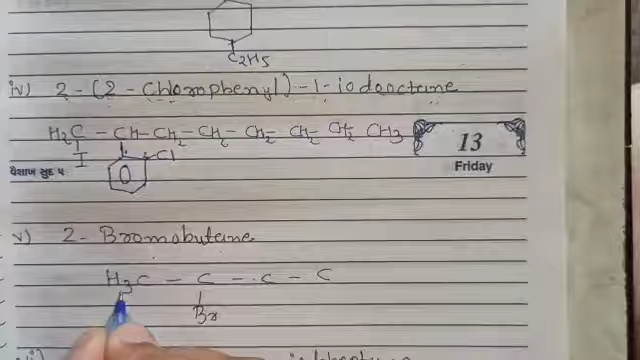 C2H5
iv) 2-(2-Chlorophenyl)-1-iodooctane
H2C - CH-CH2-CH2-CH2-CH2-CH2 CH3
I
Cl
13
Friday
વૈશાખ સુદ ૫
v) 2-Bromobutane
H3C - C - C - C
Br